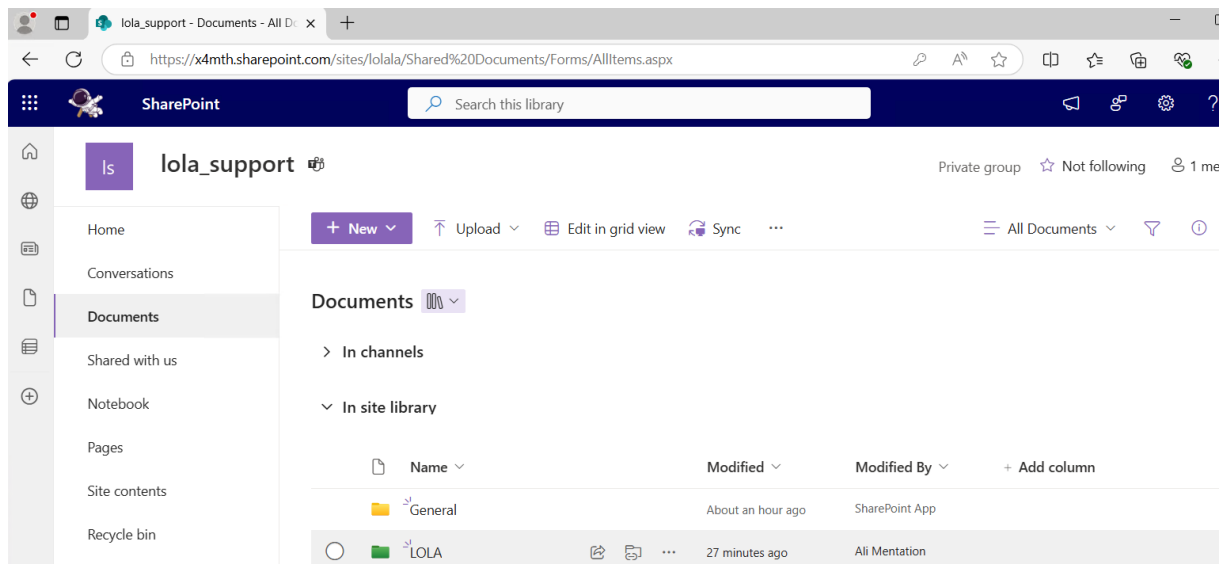 lola_support - Documents - All Do
https://x4mth.sharepoint.com/sites/lolala/Shared%20Documents/Forms/AllItems.aspx
SharePoint
Search this library
ls
lola_support
Private group
Not following
1 me
Home
Conversations
Documents
Shared with us
Notebook
Pages
Site contents
Recycle bin
+ New
Upload
Edit in grid view
Sync
...
All Documents
Documents
In channels
In site library
Name
Modified
Modified By
+ Add column
General
About an hour ago
SharePoint App
LOLA
...
27 minutes ago
Ali Mentation